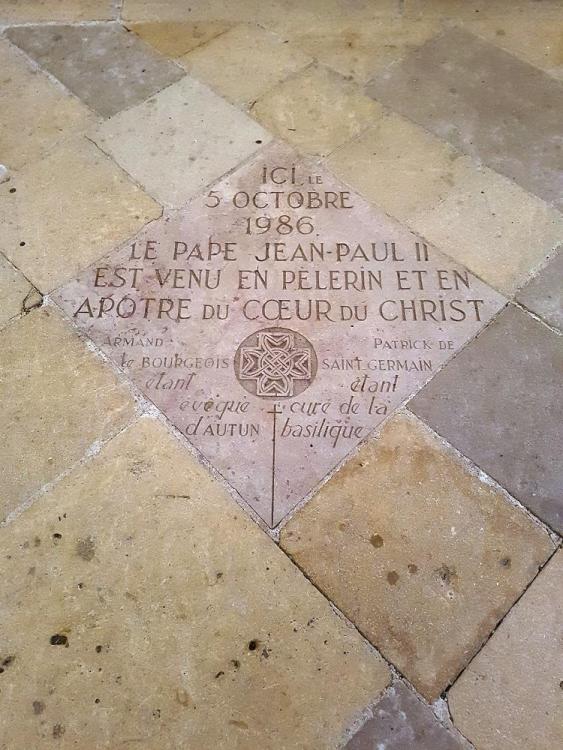 ICI LE
5 OCTOBRE
1986
LE PAPE JEAN-PAUL II
EST VENU EN PÈLERIN ET EN
APÔTRE DU CŒUR DU CHRIST
ARMAND
le BOURGEOIS
étant
évêque
d'AUTUN
PATRICK DE
SAINT GERMAIN
étant
curé de la
basilique